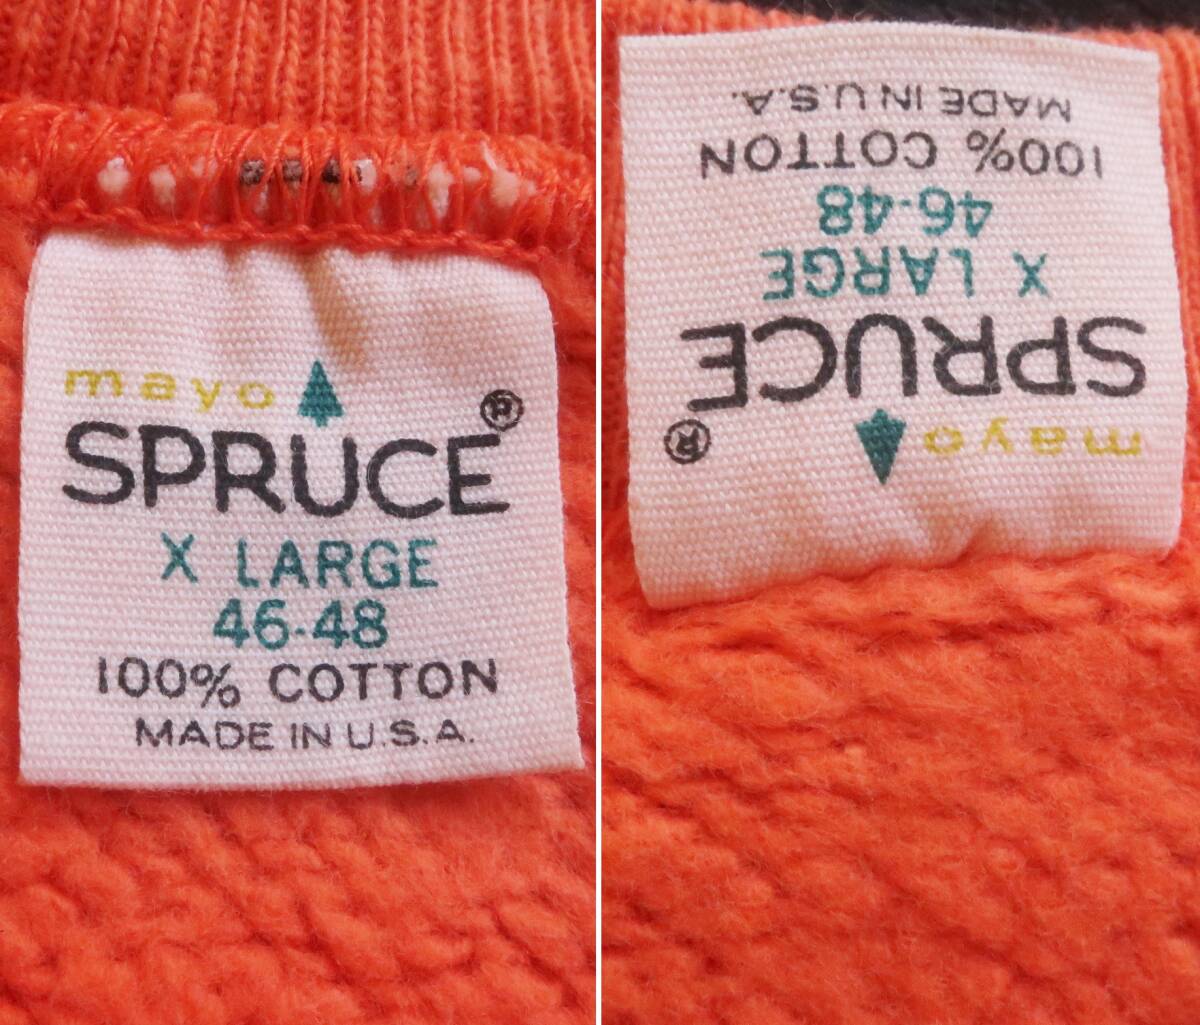 mayo
SPRUCE®
X LARGE
46-48
100% COTTON
MADE IN U.S.A.
mayo
SPRUCE®
X LARGE
46-48
100% COTTON
MADE IN U.S.A.